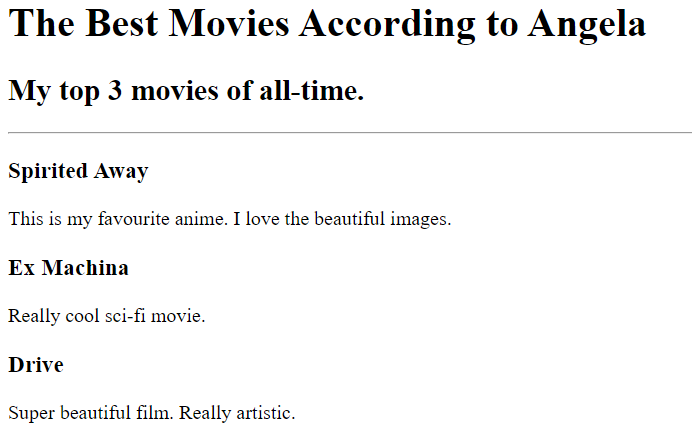 The Best Movies According to Angela
My top 3 movies of all-time.
Spirited Away
This is my favourite anime. I love the beautiful images.
Ex Machina
Really cool sci-fi movie.
Drive
Super beautiful film. Really artistic.